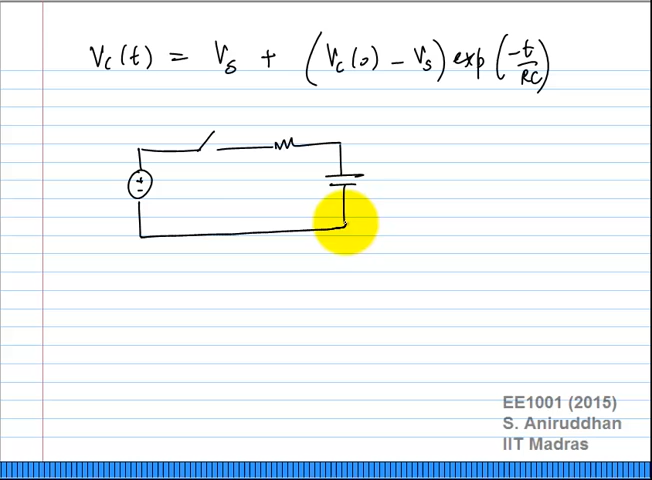 Vc(t) = Vs + (Vc(0) - Vs) exp(-t/RC)
+
-
EE1001 (2015)
S. Aniruddhan
IIT Madras